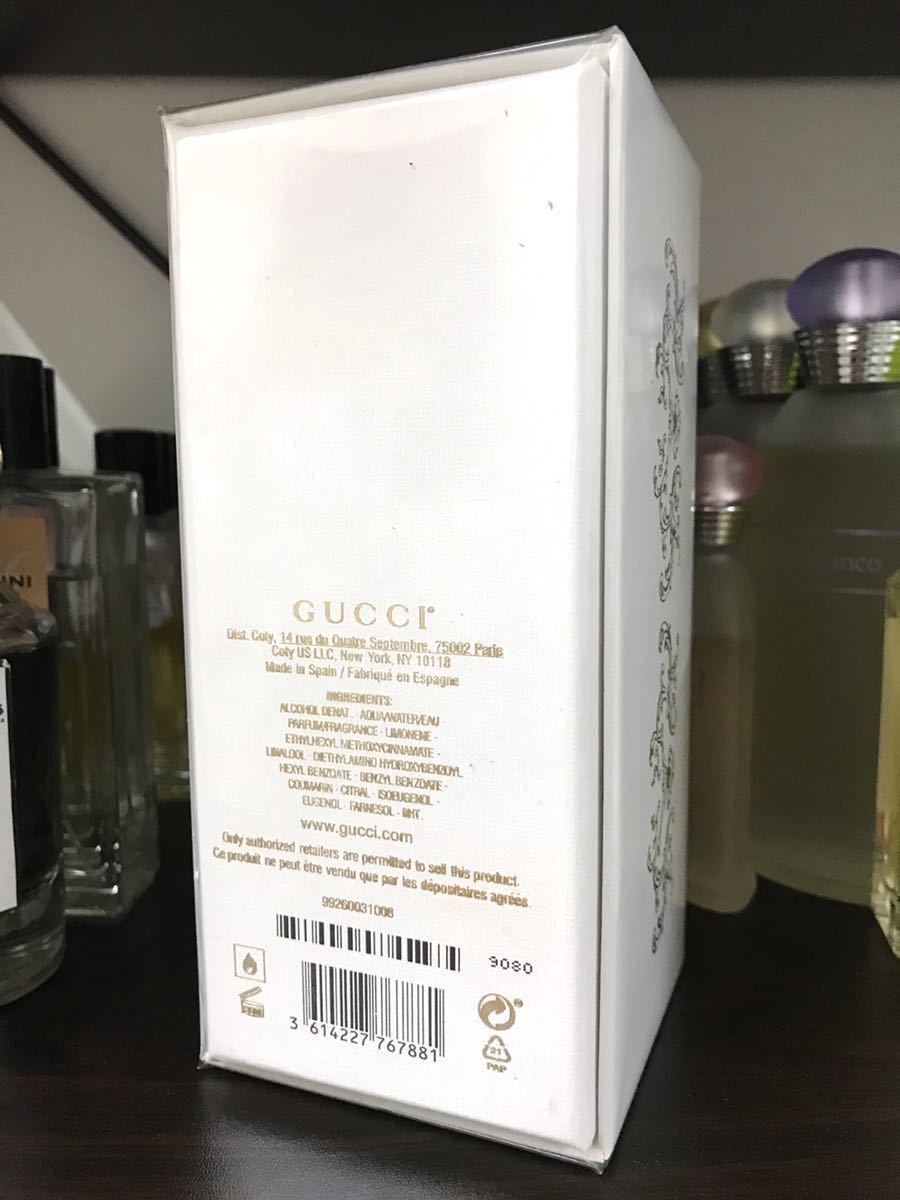 GUCCI®
Dist. Coty, 14 rue du Quatre Septembre, 75002 Paris
Coty US LLC, New York, NY 10118
Made in Spain / Fabriqué en Espagne
INGREDIENTS:
ALCOHOL DENAT. · AQUA/WATER/EAU ·
PARFUM/FRAGRANCE · LIMONENE ·
ETHYLHEXYL METHOXYCINNAMATE ·
LINALOOL · DIETHYLAMINO HYDROXYBENZOYL
HEXYL BENZOATE · BENZYL BENZOATE ·
COUMARIN · CITRAL · ISOEUGENOL ·
EUGENOL · FARNESOL · BHT.
www.gucci.com
Only authorized retailers are permitted to sell this product.
Ce produit ne peut être vendu que par les dépositaires agréés.
99260031008
9080
3 614227 767881
21
PAP
INI
anco